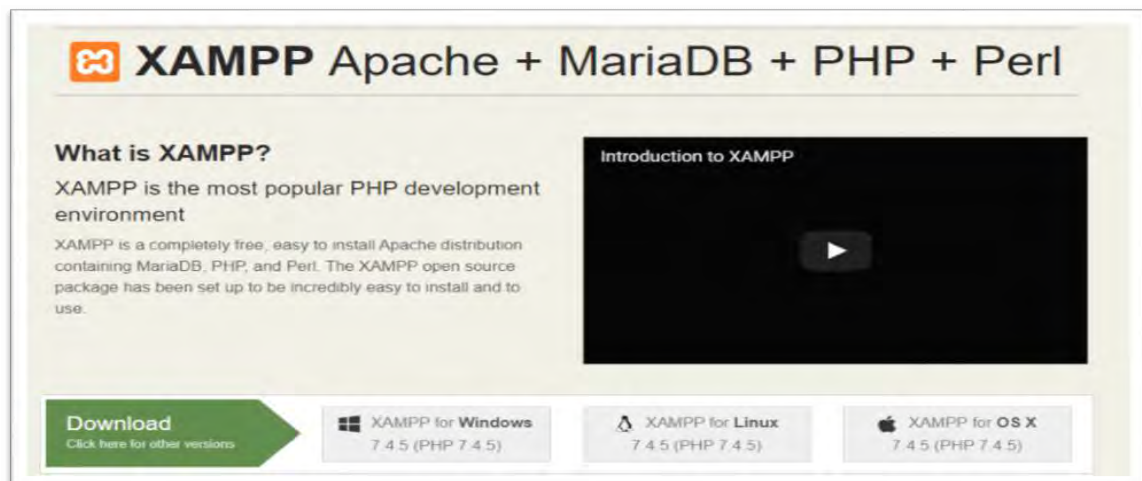 XAMPP Apache + MariaDB + PHP + Perl
What is XAMPP?
XAMPP is the most popular PHP development
environment
XAMPP is a completely free, easy to install Apache distribution
containing MariaDB, PHP, and Perl. The XAMPP open source
package has been set up to be incredibly easy to install and to
use.
Introduction to XAMPP
Download
Click here for other versions
XAMPP for Windows
7.4.5 (PHP 7.4.5)
XAMPP for Linux
7.4.5 (PHP 7.4.5)
XAMPP for OS X
7.4.5 (PHP 7.4.5)